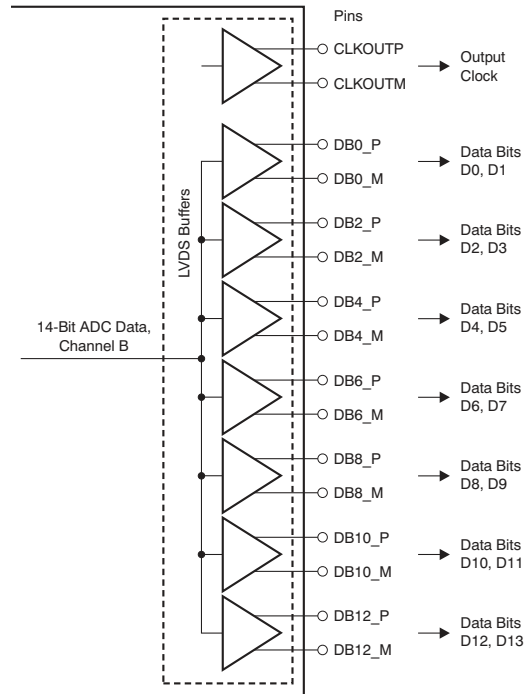 Pins
CLKOUTP
CLKOUTM
Output
Clock
DB0_P
DB0_M
Data Bits
D0, D1
DB2_P
DB2_M
Data Bits
D2, D3
LVDS Buffers
DB4_P
DB4_M
Data Bits
D4, D5
14-Bit ADC Data,
Channel B
DB6_P
DB6_M
Data Bits
D6, D7
DB8_P
DB8_M
Data Bits
D8, D9
DB10_P
DB10_M
Data Bits
D10, D11
DB12_P
DB12_M
Data Bits
D12, D13